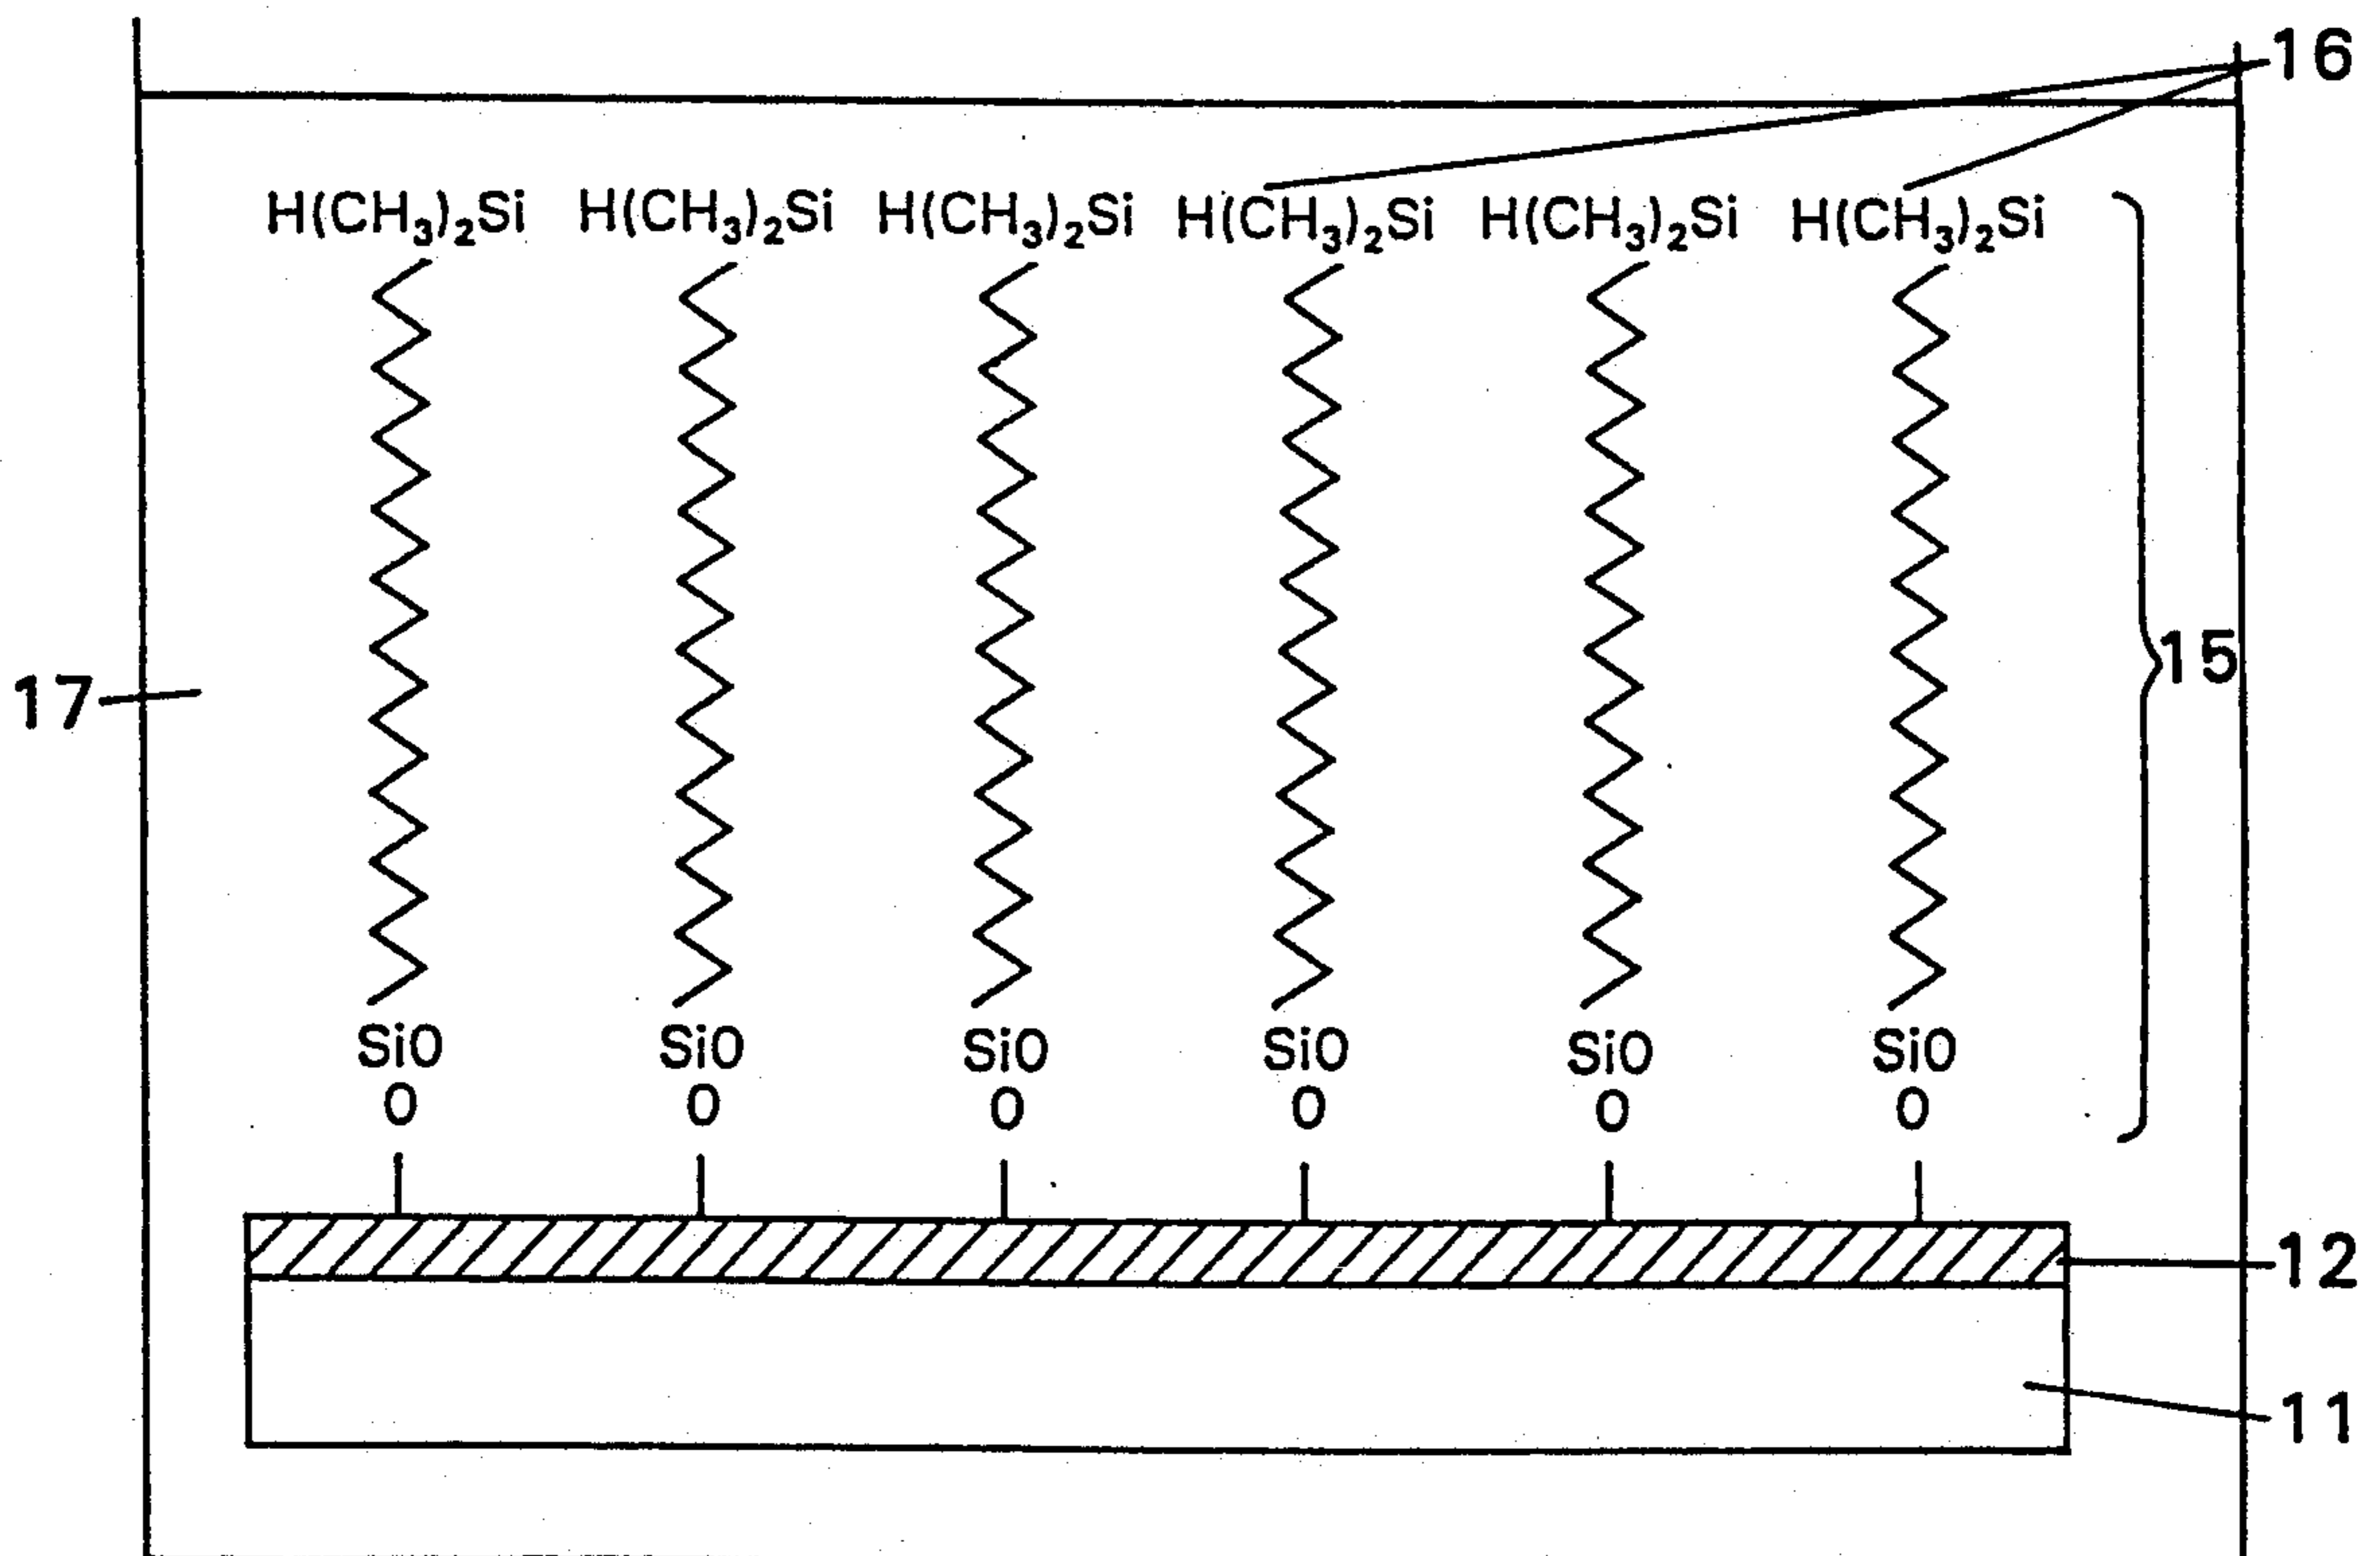 16
H(CH₃)₂Si H(CH₃)₂Si H(CH₃)₂Si H(CH₃)₂Si H(CH₃)₂Si H(CH₃)₂Si
15
17
SiO SiO SiO SiO SiO SiO
O O O O O O
12
11